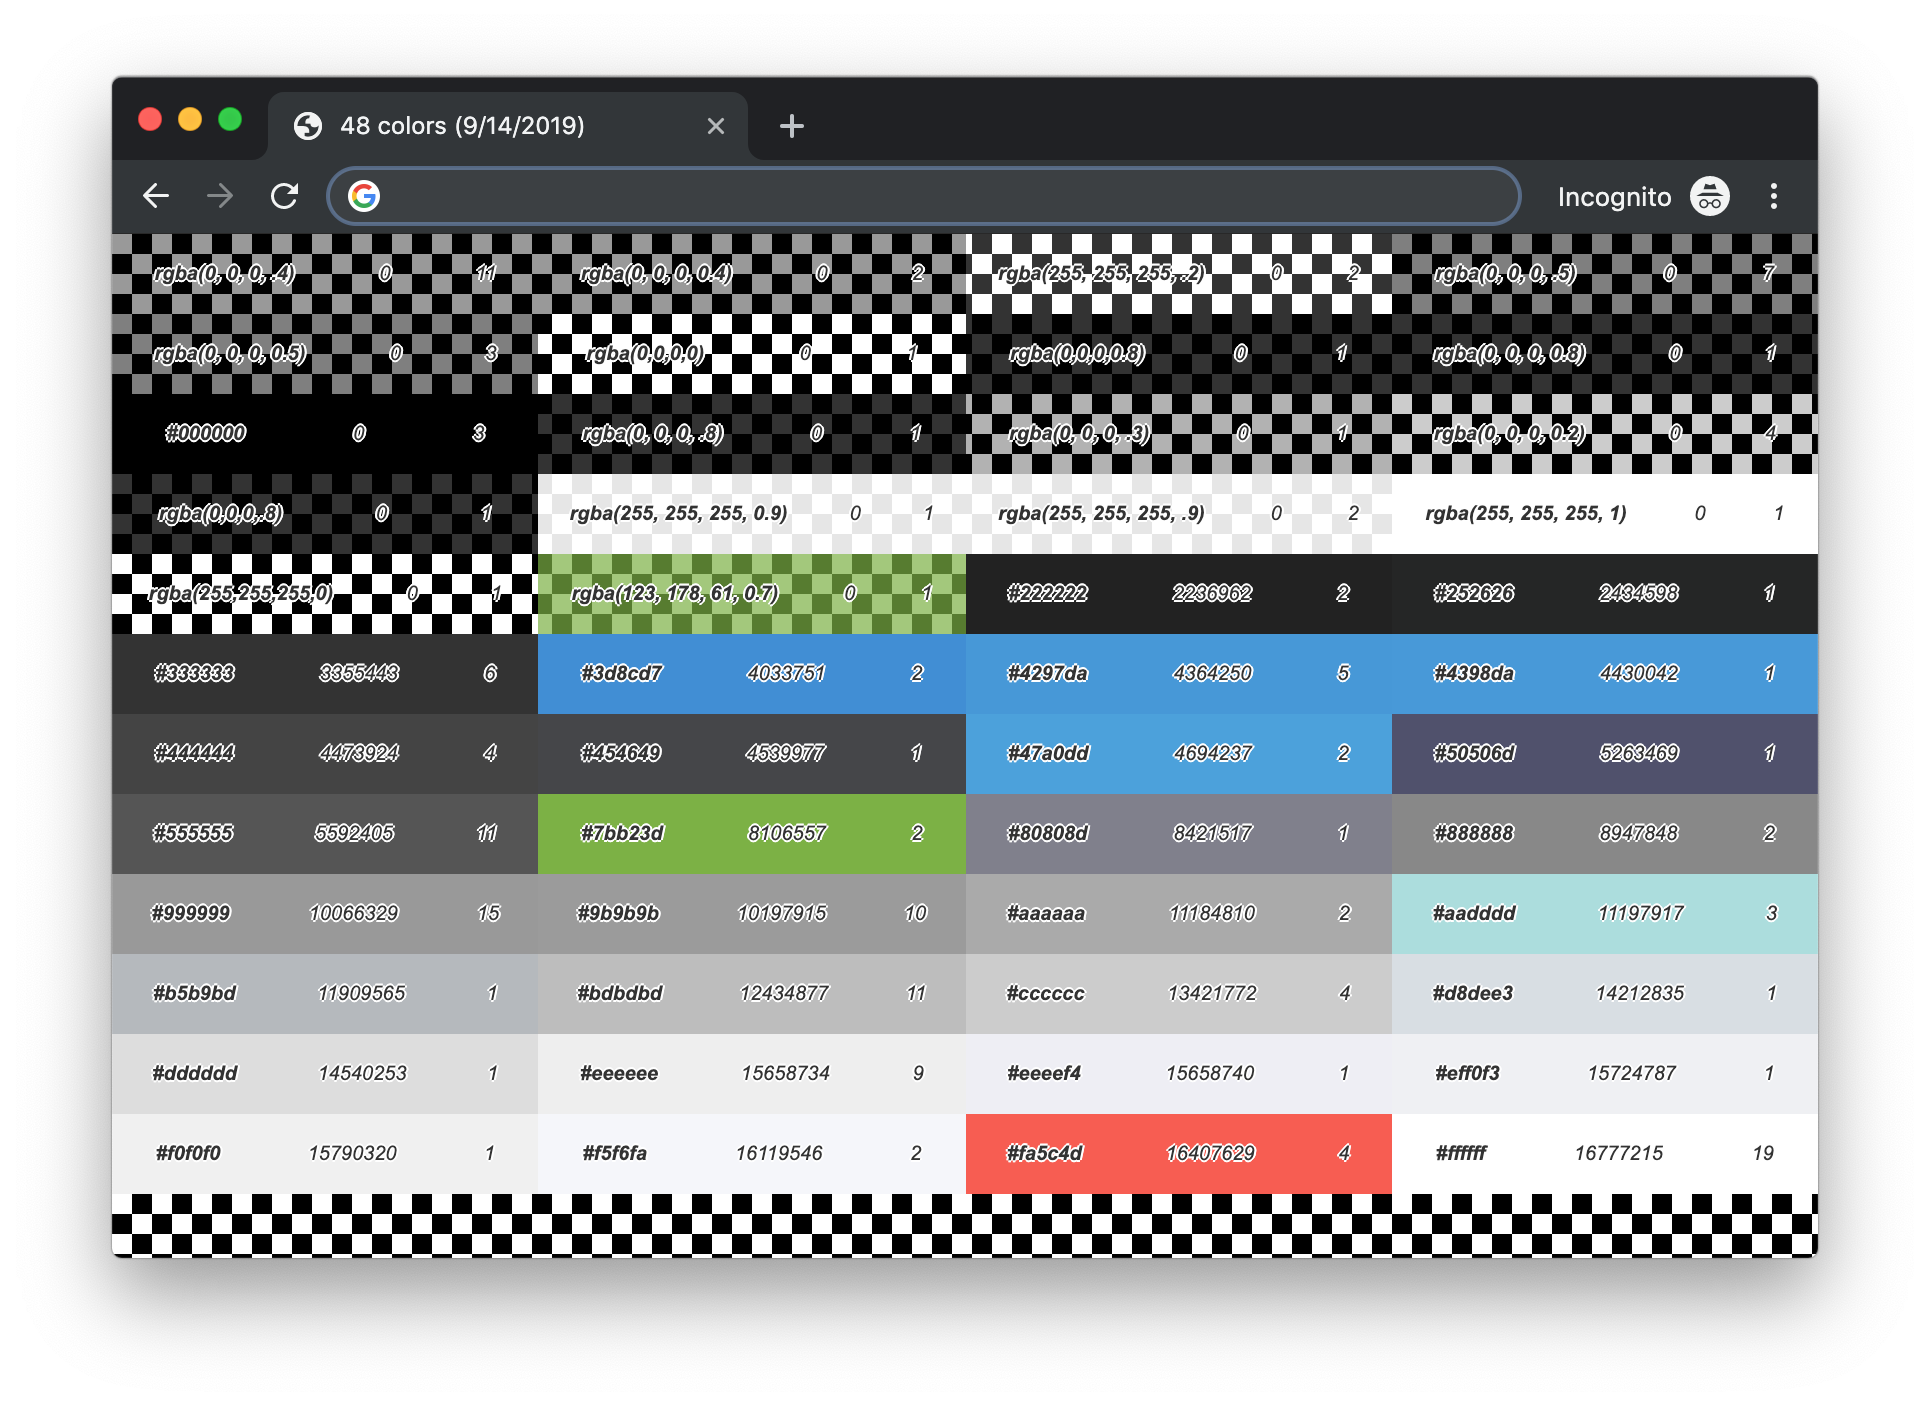 48 colors (9/14/2019)
Incognito
rgba(0, 0, 0, .4) 0 11 rgba(0, 0, 0, 0.4) 0 2 rgba(255, 255, 255, .2) 0 2 rgba(0, 0, 0, .5) 0 7
rgba(0, 0, 0, 0.5) 0 3 rgba(0,0,0,0) 0 1 rgba(0,0,0,0.8) 0 1 rgba(0, 0, 0, 0.8) 0 1
#000000 0 3 rgba(0, 0, 0, .8) 0 1 rgba(0, 0, 0, .3) 0 1 rgba(0, 0, 0, 0.2) 0 4
rgba(0,0,0,.8) 0 1 rgba(255, 255, 255, 0.9) 0 1 rgba(255, 255, 255, .9) 0 2 rgba(255, 255, 255, 1) 0 1
rgba(255,255,255,0) 0 1 rgba(123, 178, 61, 0.7) 0 1 #222222 2236962 2 #252626 2434598 1
#333333 3355443 6 #3d8cd7 4033751 2 #4297da 4364250 5 #4398da 4430042 1
#444444 4473924 4 #454649 4539977 1 #47a0dd 4694237 2 #50506d 5263469 1
#555555 5592405 11 #7bb23d 8106557 2 #80808d 8421517 1 #888888 8947848 2
#999999 10066329 15 #9b9b9b 10197915 10 #aaaaaa 11184810 2 #aadddd 11197917 3
#b5b9bd 11909565 1 #bdbdbd 12434877 11 #cccccc 13421772 4 #d8dee3 14212835 1
#dddddd 14540253 1 #eeeeee 15658734 9 #eeeef4 15658740 1 #eff0f3 15724787 1
#f0f0f0 15790320 1 #f5f6fa 16119546 2 #fa5c4d 16407629 4 #ffffff 16777215 19